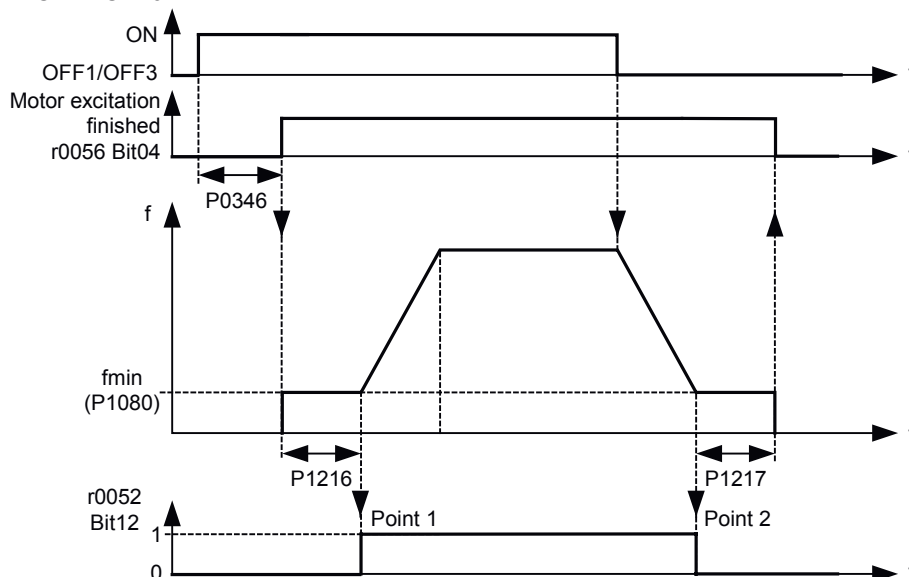 ON
OFF1/OFF3
Motor excitation
finished
r0056 Bit04
P0346
f
fmin
(P1080)
P1216
P1217
r0052
Bit12
1
Point 1
Point 2
0